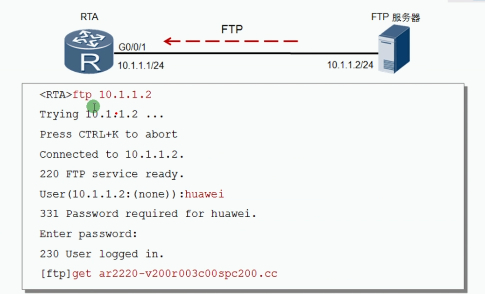 RTA
FTP 服务器
FTP
G0/0/1
R
10.1.1.1/24
10.1.1.2/24
<RTA>ftp 10.1.1.2
Trying 10.1.1.2 ...
Press CTRL+K to abort
Connected to 10.1.1.2.
220 FTP service ready.
User(10.1.1.2:(none)):huawei
331 Password required for huawei.
Enter password:
230 User logged in.
[ftp]get ar2220-v200r003c00spc200.cc